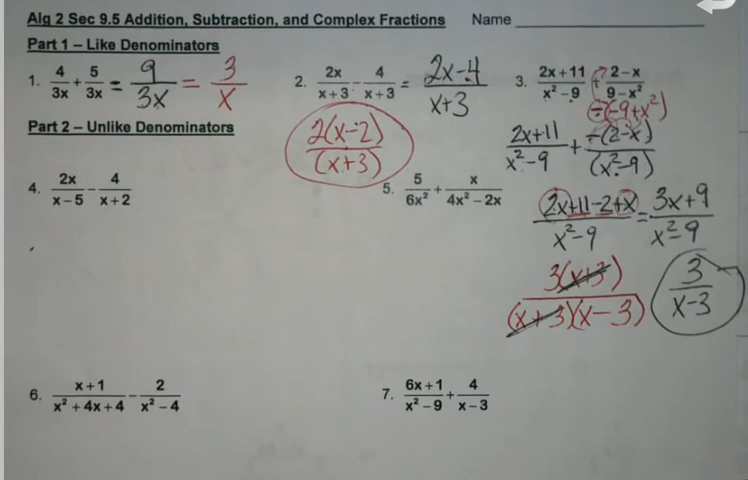 Alg 2 Sec 9.5 Addition, Subtraction, and Complex Fractions Name
Part 1 – Like Denominators
1. 4/3x + 5/3x = 9/3x = 3/x
2. 2x/x+3 - 4/x+3 = 2x-4/x+3
2(x-2)/(x+3)
3. 2x+11/x²-9 + 2-x/9-x²
-(-9+x²)
2x+11/x²-9 + -(2-x)/(x²-9)
2x+11-2+x/x²-9 = 3x+9/x²-9
3(x+3)/(x+3)(x-3)
3/x-3
Part 2 – Unlike Denominators
4. 2x/x-5 - 4/x+2
5. 5/6x² + x/4x²-2x
6. x+1/x²+4x+4 - 2/x²-4
7. 6x+1/x²-9 + 4/x-3